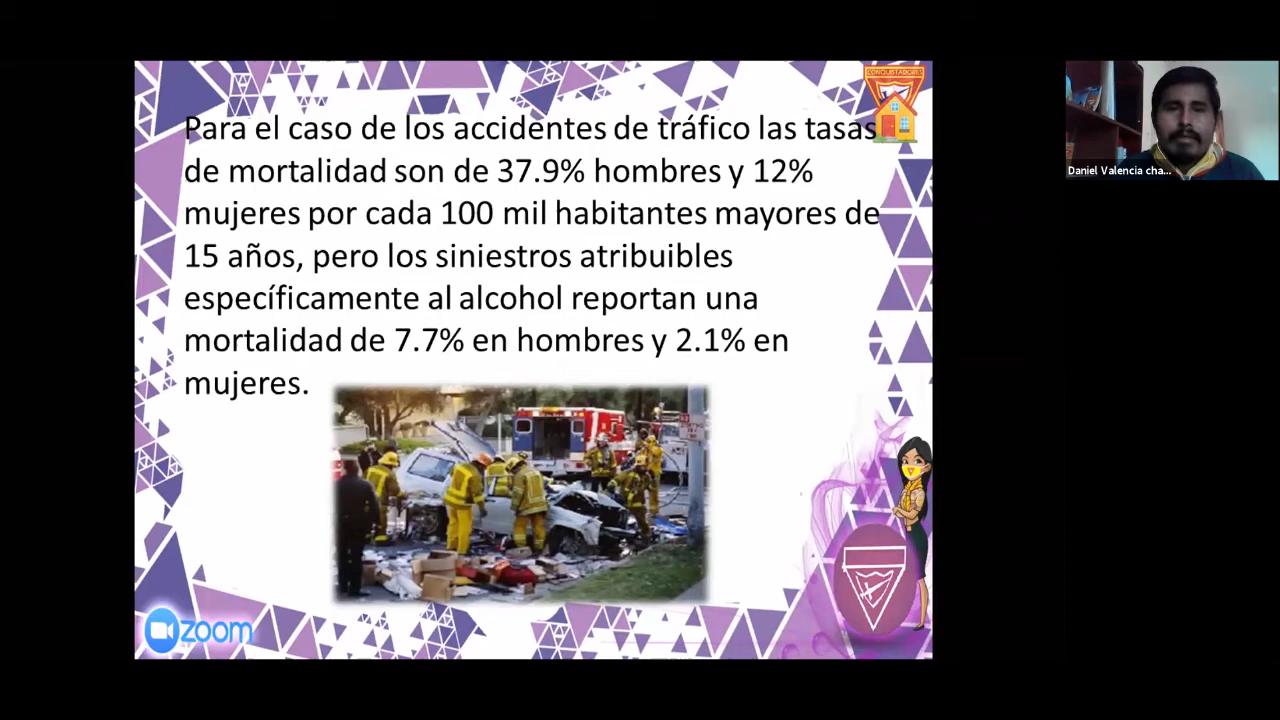 CONQUISTADORES
Para el caso de los accidentes de tráfico las tasas
de mortalidad son de 37.9% hombres y 12%
mujeres por cada 100 mil habitantes mayores de
15 años, pero los siniestros atribuibles
específicamente al alcohol reportan una
mortalidad de 7.7% en hombres y 2.1% en
mujeres.
zoom
Daniel Valencia cha...